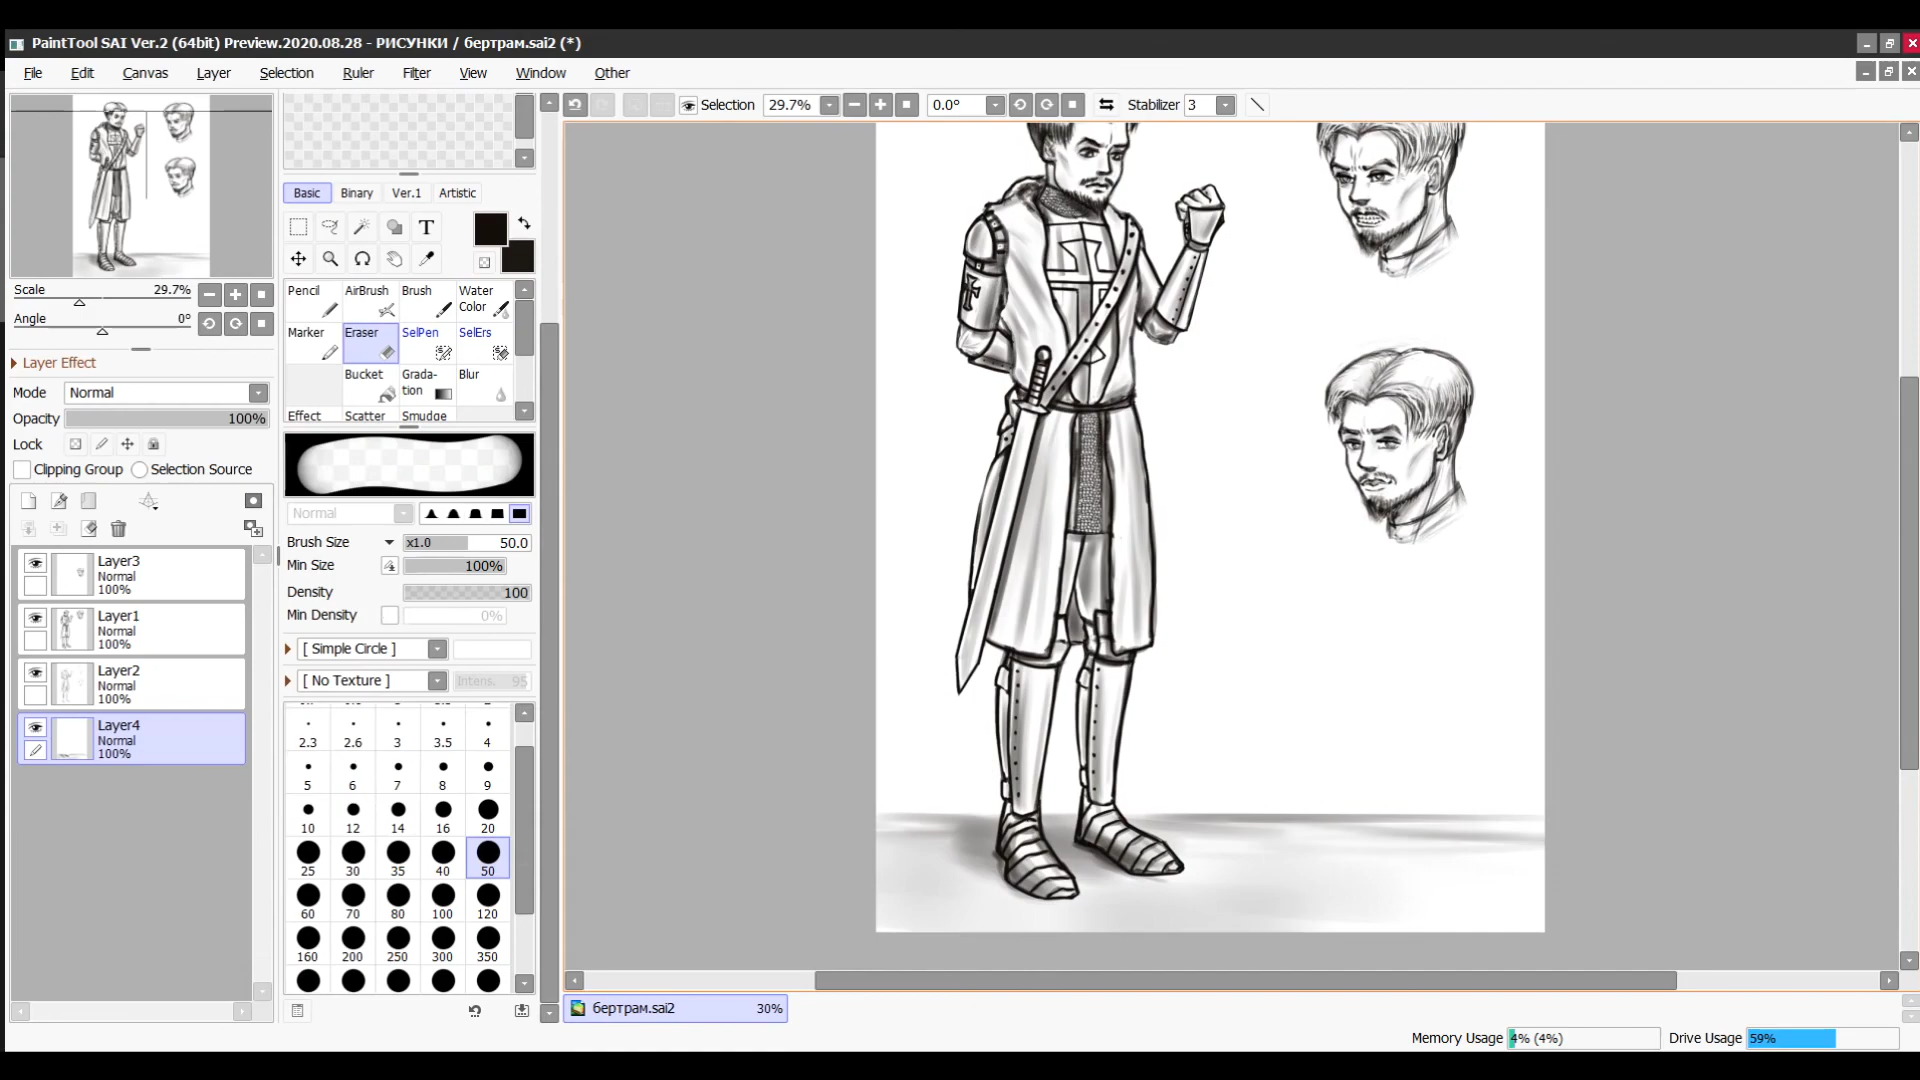 PaintTool SAI Ver.2 (64bit) Preview.2020.08.28 - РИСУНКИ / бертрам.sai2 (*)
File Edit Canvas Layer Selection Ruler Filter View Window Other
Selection 29.7% 0.0° Stabilizer 3
Basic Binary Ver.1 Artistic
T
Scale 29.7%
Angle 0°
Layer Effect
Mode Normal
Opacity 100%
Lock
Clipping Group Selection Source
Layer3
Normal
100%
Layer1
Normal
100%
Layer2
Normal
100%
Layer4
Normal
100%
Pencil AirBrush Brush Water Color
Marker Eraser SelPen SelErs
Bucket Grada-tion Blur
Effect Scatter Smudge
Normal
Brush Size x1.0 50.0
Min Size 100%
Density 100
Min Density 0%
[ Simple Circle ]
[ No Texture ] Intens. 95
2.3 2.6 3 3.5 4
5 6 7 8 9
10 12 14 16 20
25 30 35 40 50
60 70 80 100 120
160 200 250 300 350
бертрам.sai2 30%
Memory Usage 4% (4%) Drive Usage 59%